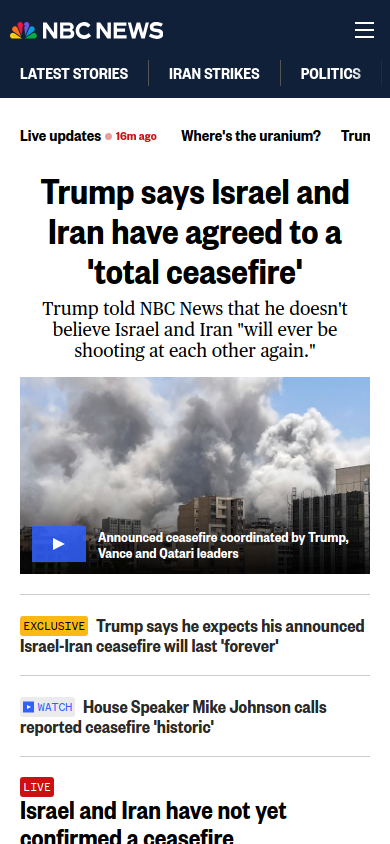 NBC NEWS
LATEST STORIES
IRAN STRIKES
POLITICS
Live updates 16m ago
Where's the uranium?
Trum
Trump says Israel and
Iran have agreed to a
'total ceasefire'
Trump told NBC News that he doesn't
believe Israel and Iran "will ever be
shooting at each other again."
Announced ceasefire coordinated by Trump,
Vance and Qatari leaders
EXCLUSIVE Trump says he expects his announced
Israel-Iran ceasefire will last 'forever'
WATCH House Speaker Mike Johnson calls
reported ceasefire 'historic'
LIVE
Israel and Iran have not yet
confirmed a ceasefire